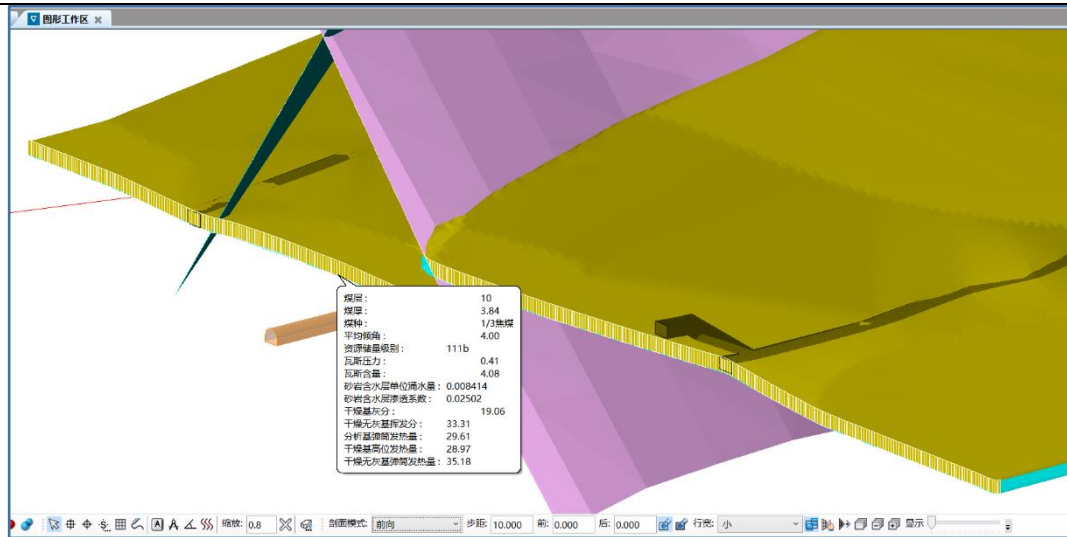 图形工作区
煤层： 10
煤厚： 3.84
煤种： 1/3焦煤
平均倾角： 4.00
资源储量级别： 111b
瓦斯压力： 0.41
瓦斯含量： 4.08
砂岩含水层单位涌水量： 0.008414
砂岩含水层渗透系数： 0.02502
干燥基灰分： 19.06
干燥无灰基挥发分： 33.31
分析基弹筒发热量： 29.61
干燥基高位发热量： 28.97
干燥无灰基弹筒发热量： 35.18
缩放: 0.8 剖面模式: 前向 步距: 10.000 前: 0.000 后: 0.000 行宽: 小 显示